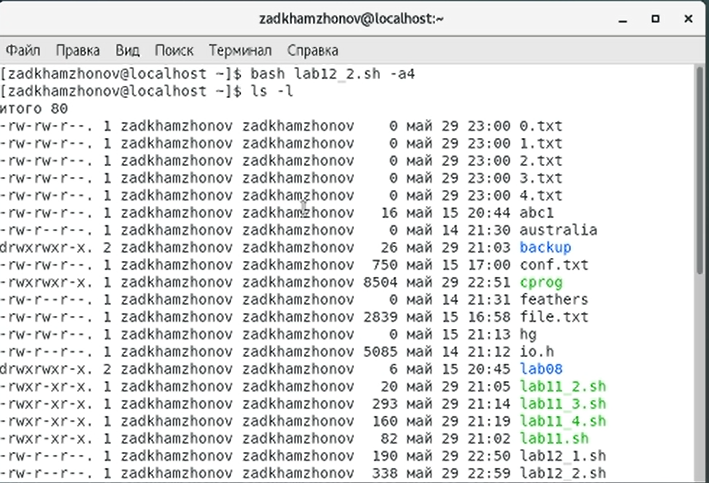 zadkhamzhonov@localhost:~
Файл Правка Вид Поиск Терминал Справка
[zadkhamzhonov@localhost ~]$ bash lab12_2.sh -a4
[zadkhamzhonov@localhost ~]$ ls -l
итого 80
-rw-rw-r--. 1 zadkhamzhonov zadkhamzhonov 0 май 29 23:00 0.txt
-rw-rw-r--. 1 zadkhamzhonov zadkhamzhonov 0 май 29 23:00 1.txt
-rw-rw-r--. 1 zadkhamzhonov zadkhamzhonov 0 май 29 23:00 2.txt
-rw-rw-r--. 1 zadkhamzhonov zadkhamzhonov 0 май 29 23:00 3.txt
-rw-rw-r--. 1 zadkhamzhonov zadkhamzhonov 0 май 29 23:00 4.txt
-rw-rw-r--. 1 zadkhamzhonov zadkhamzhonov 16 май 15 20:44 abc1
-rw-r--r--. 1 zadkhamzhonov zadkhamzhonov 0 май 14 21:30 australia
drwxrwxr-x. 2 zadkhamzhonov zadkhamzhonov 26 май 29 21:03 backup
-rw-rw-r--. 1 zadkhamzhonov zadkhamzhonov 750 май 15 17:00 conf.txt
-rwxrwxr-x. 1 zadkhamzhonov zadkhamzhonov 8504 май 29 22:51 cprog
-rw-rw-r--. 1 zadkhamzhonov zadkhamzhonov 0 май 14 21:31 feathers
-rw-rw-r--. 1 zadkhamzhonov zadkhamzhonov 2839 май 15 16:58 file.txt
-rw-rw-r--. 1 zadkhamzhonov zadkhamzhonov 0 май 15 21:13 hg
-rw-r--r--. 1 zadkhamzhonov zadkhamzhonov 5085 май 14 21:12 io.h
drwxrwxr-x. 2 zadkhamzhonov zadkhamzhonov 6 май 15 20:45 lab08
-rwxr-xr-x. 1 zadkhamzhonov zadkhamzhonov 20 май 29 21:05 lab11_2.sh
-rwxr-xr-x. 1 zadkhamzhonov zadkhamzhonov 293 май 29 21:14 lab11_3.sh
-rwxr-xr-x. 1 zadkhamzhonov zadkhamzhonov 160 май 29 21:19 lab11_4.sh
-rwxr-xr-x. 1 zadkhamzhonov zadkhamzhonov 82 май 29 21:02 lab11.sh
-rw-r--r--. 1 zadkhamzhonov zadkhamzhonov 190 май 29 22:50 lab12_1.sh
-rw-rw-r--. 1 zadkhamzhonov zadkhamzhonov 338 май 29 22:59 lab12_2.sh